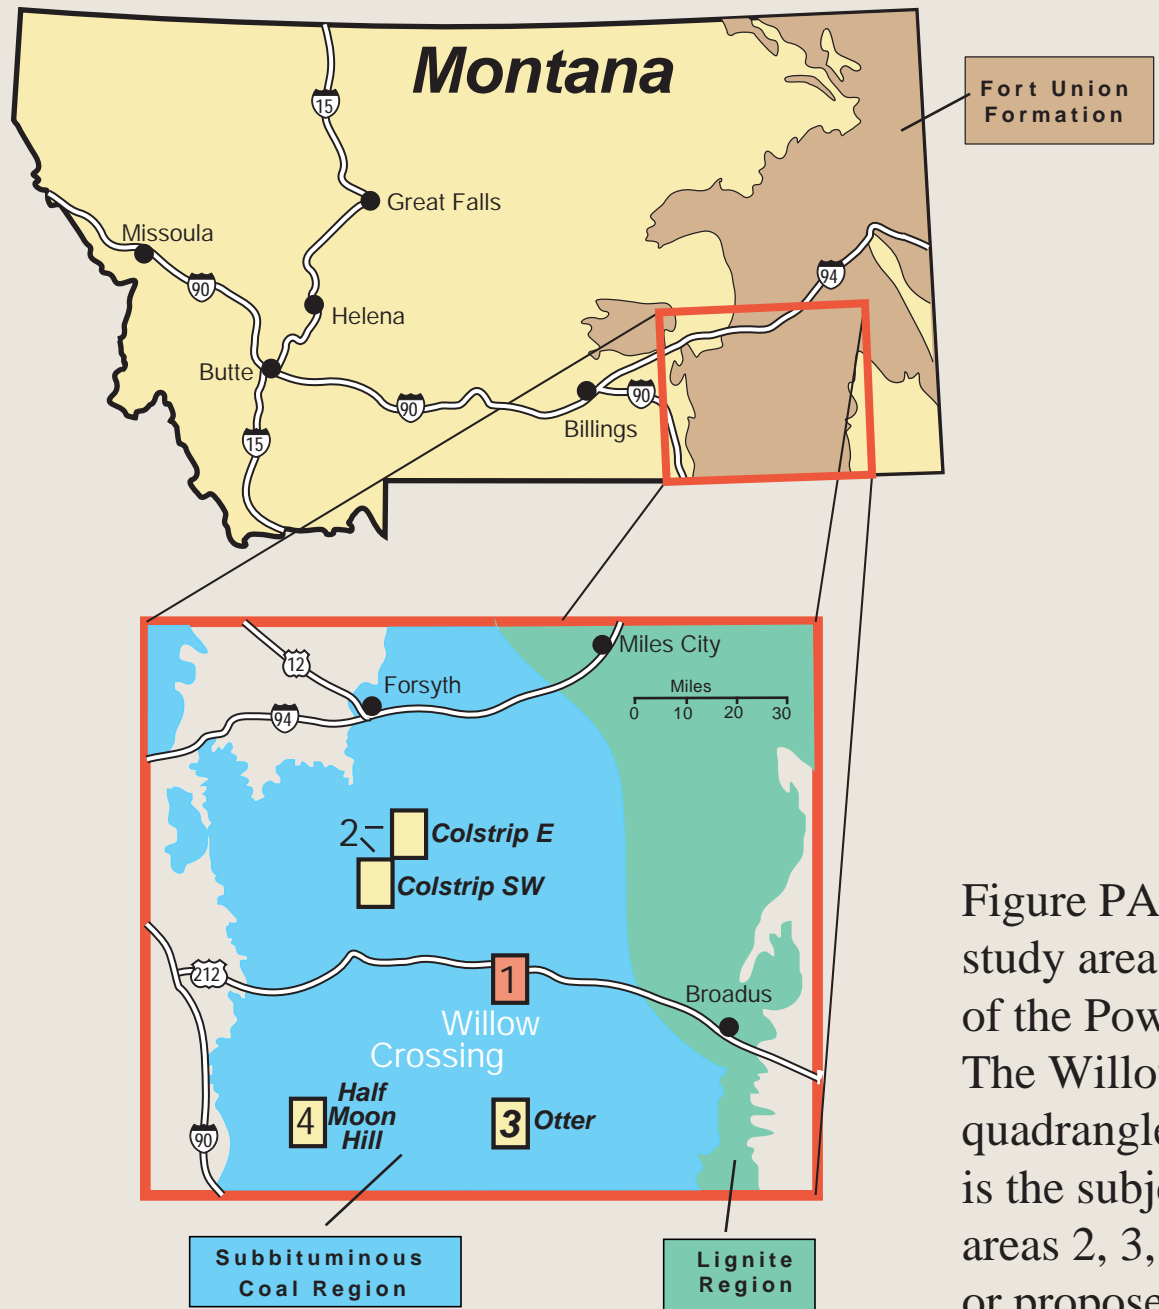 Montana
Fort Union
Formation
15
Great Falls
Missoula
94
90
Helena
Butte
90
90
Billings
15
Miles City
12
Forsyth
Miles
94
0 10 20 30
2
Colstrip E
Colstrip SW
212
1
Broadus
Willow
Crossing
Half
Moon
Hill
4
3 Otter
90
Subbituminous
Coal Region
Lignite
Region
Figure PA
study area
of the Pow
The Willo
quadrangle
is the subj
areas 2, 3,
or propose